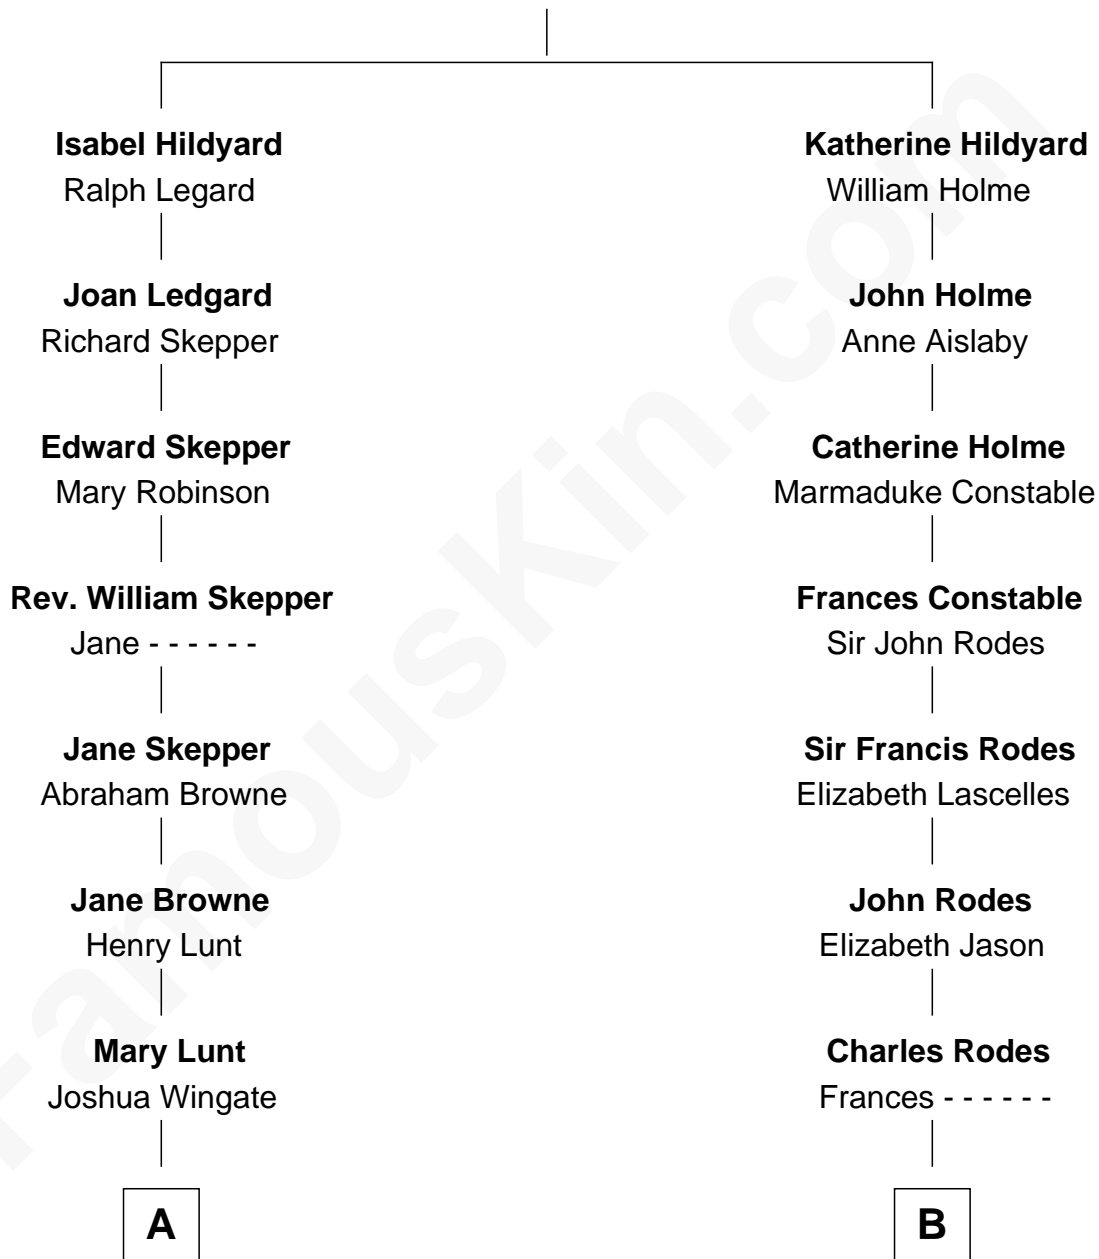 Isabel Hildyard
Ralph Legard
Joan Ledgard
Richard Skepper
Edward Skepper
Mary Robinson
Rev. William Skepper
Jane - - - - - -
Jane Skepper
Abraham Browne
Jane Browne
Henry Lunt
Mary Lunt
Joshua Wingate
A
Katherine Hildyard
William Holme
John Holme
Anne Aislaby
Catherine Holme
Marmaduke Constable
Frances Constable
Sir John Rodes
Sir Francis Rodes
Elizabeth Lascelles
John Rodes
Elizabeth Jason
Charles Rodes
Frances - - - - - -
B
FamousKin.com